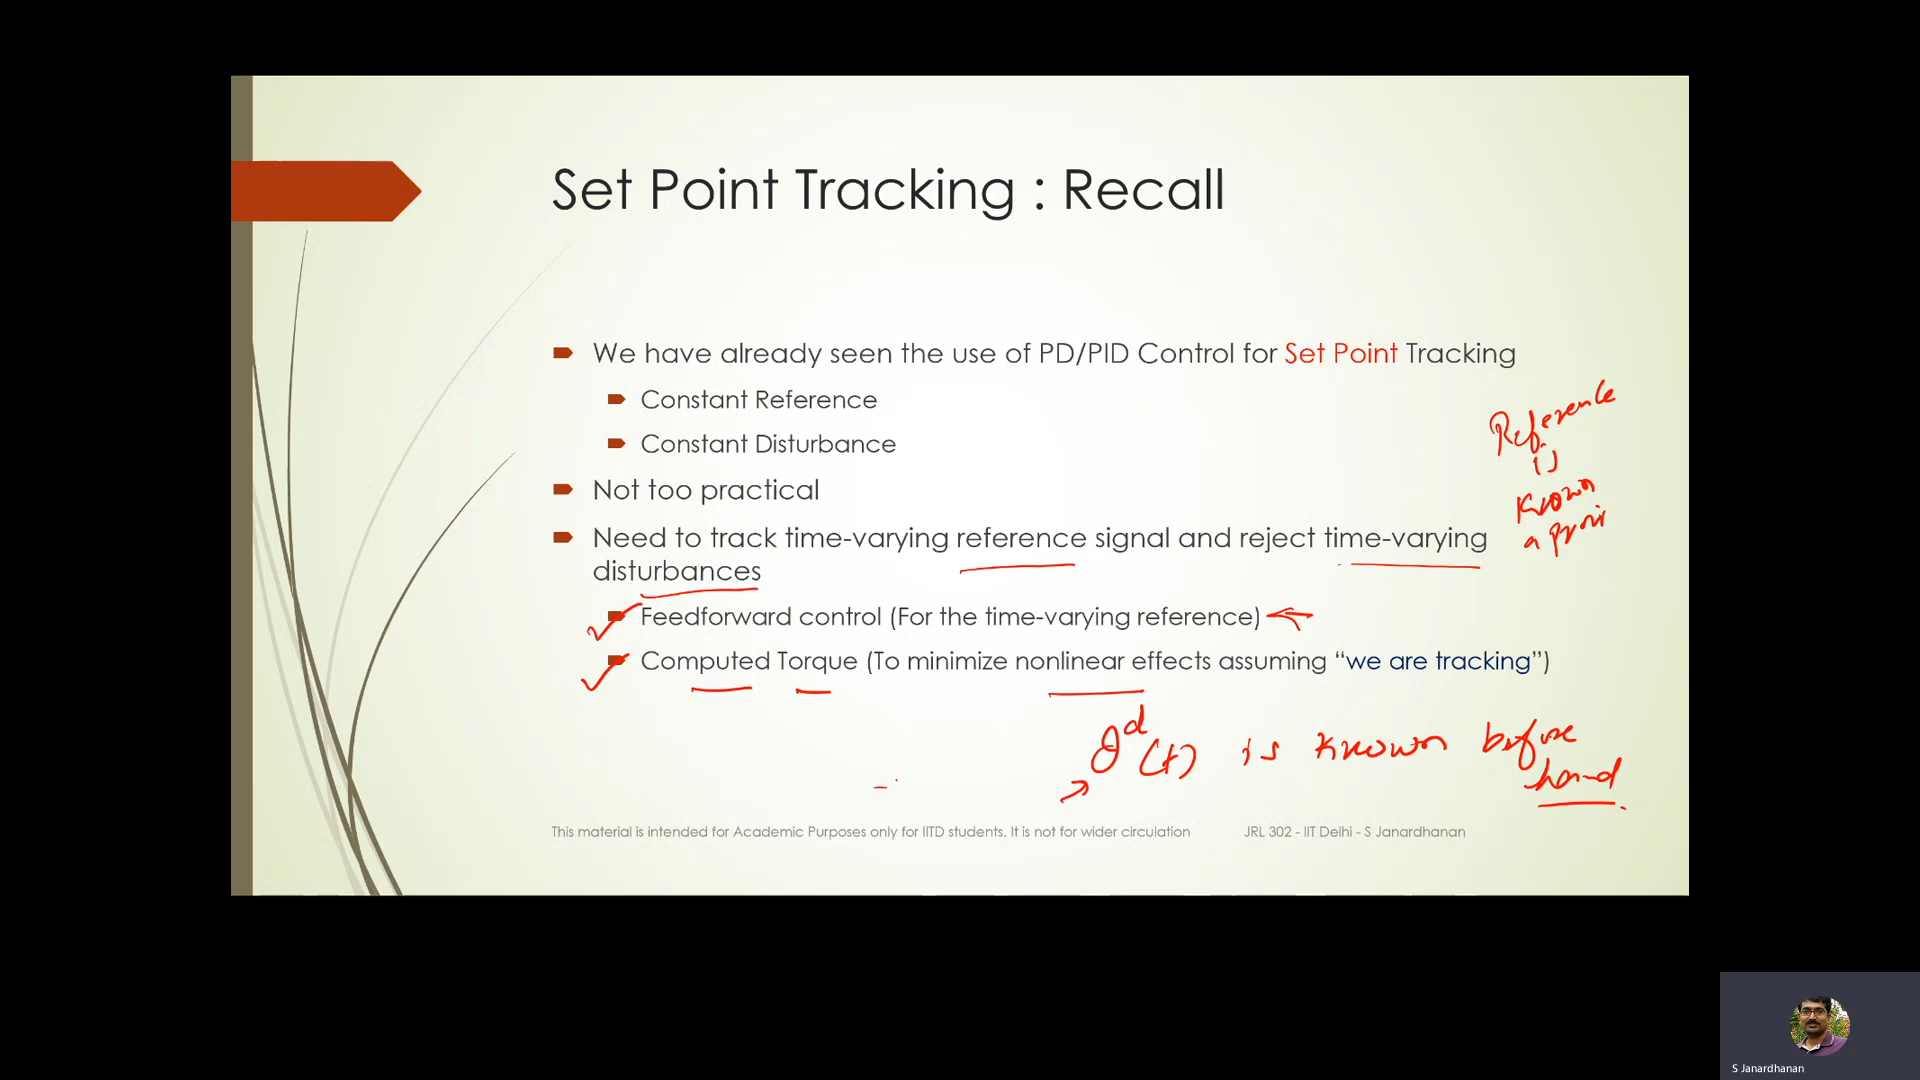 Set Point Tracking : Recall
We have already seen the use of PD/PID Control for Set Point Tracking
Constant Reference
Constant Disturbance
Not too practical
Need to track time-varying reference signal and reject time-varying
disturbances
Feedforward control (For the time-varying reference)
Computed Torque (To minimize nonlinear effects assuming “we are tracking”)
Reference
is
known
a priori
θᵈ(t) is known before
hand
This material is intended for Academic Purposes only for IITD students. It is not for wider circulation
JRL 302 - IIT Delhi - S Janardhanan
S Janardhanan